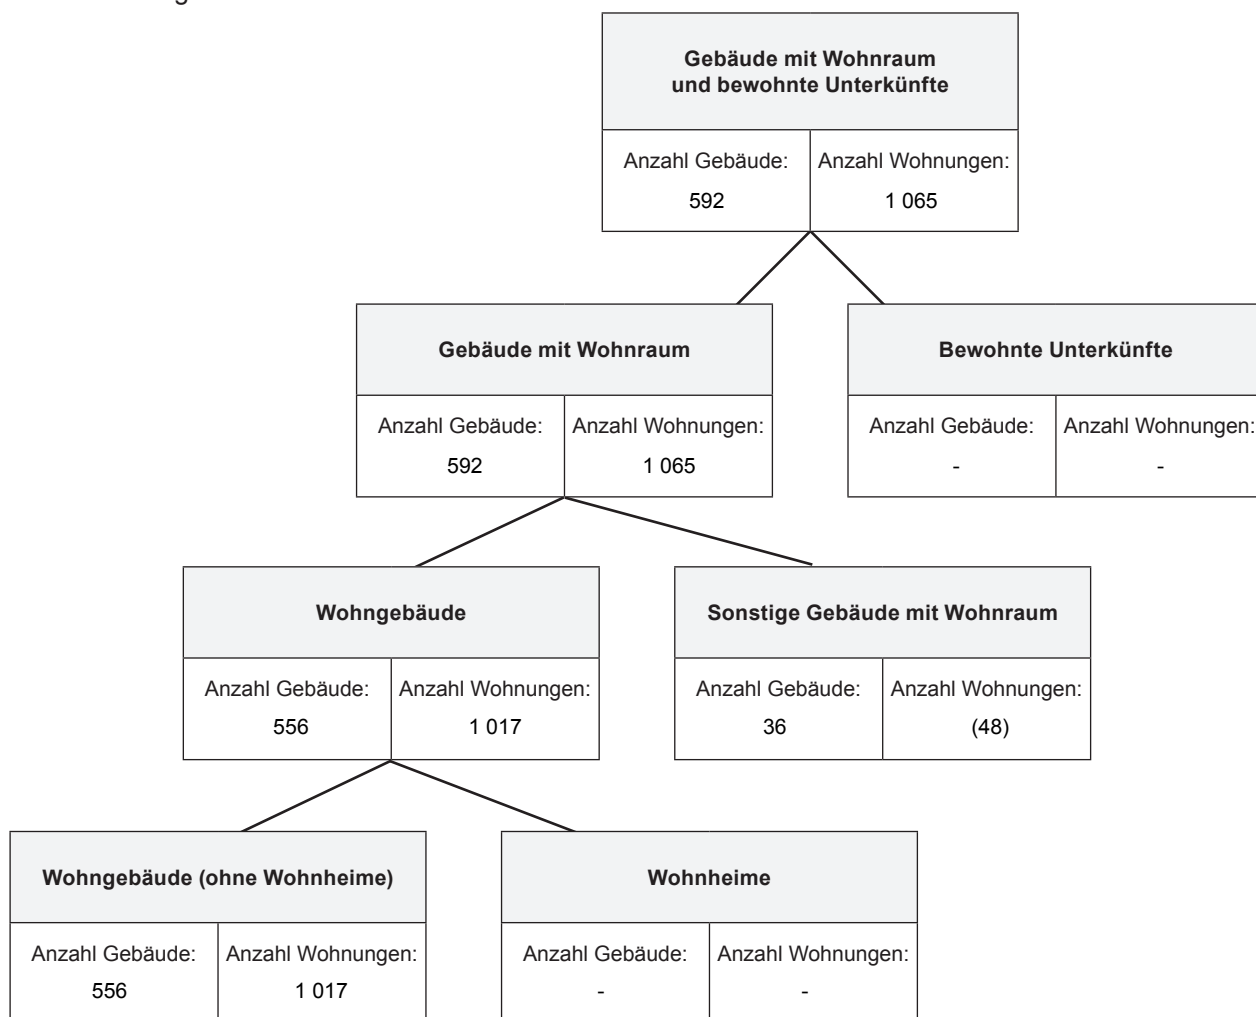 Gebäude mit Wohnraum
und bewohnte Unterkünfte
Anzahl Gebäude: Anzahl Wohnungen:
592 1 065
Gebäude mit Wohnraum
Anzahl Gebäude: Anzahl Wohnungen:
592 1 065
Bewohnte Unterkünfte
Anzahl Gebäude: Anzahl Wohnungen:
- -
Wohngebäude
Anzahl Gebäude: Anzahl Wohnungen:
556 1 017
Sonstige Gebäude mit Wohnraum
Anzahl Gebäude: Anzahl Wohnungen:
36 (48)
Wohngebäude (ohne Wohnheime)
Anzahl Gebäude: Anzahl Wohnungen:
556 1 017
Wohnheime
Anzahl Gebäude: Anzahl Wohnungen:
- -